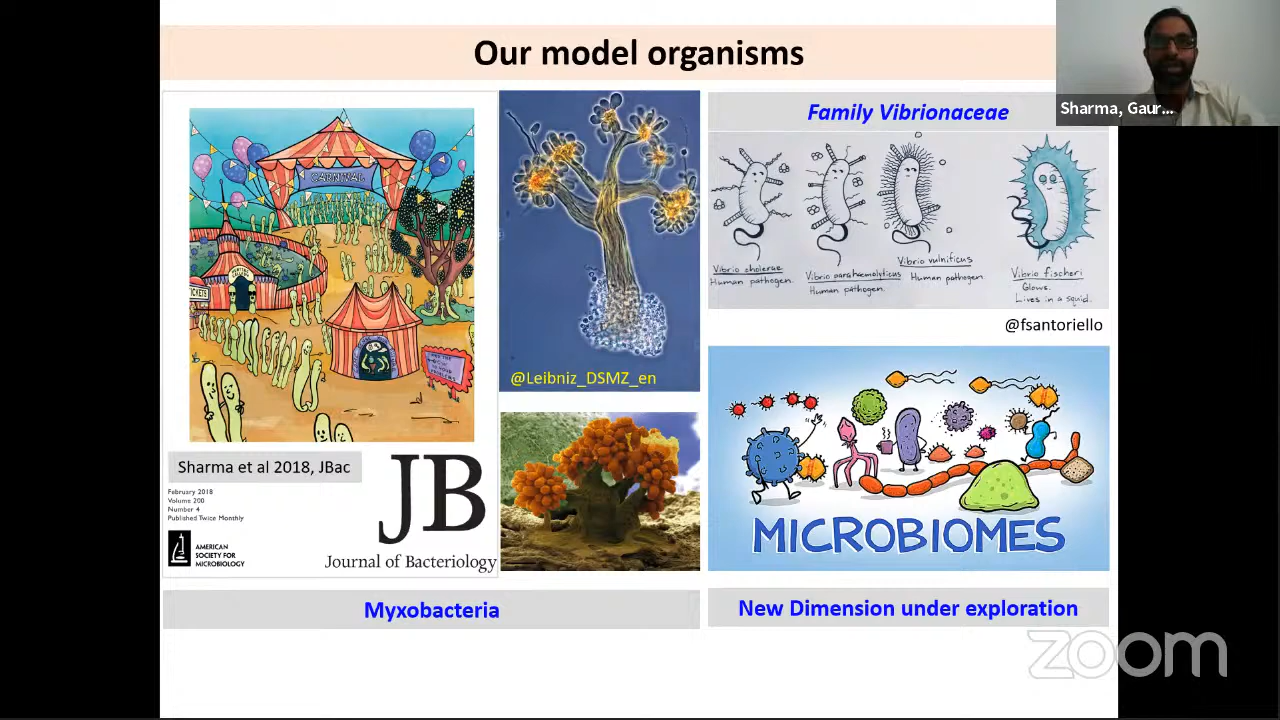 Our model organisms
Sharma, Gaur...
CARNIVAL
TICKETS
Sharma et al 2018, JBac
February 2018
Volume 200
Number 4
Published Twice Monthly
AMERICAN
SOCIETY FOR
MICROBIOLOGY
JB
Journal of Bacteriology
@Leibniz_DSMZ_en
Myxobacteria
Family Vibrionaceae
Vibrio cholerae
Human pathogen.
Vibrio parahaemolyticus
Human pathogen.
Vibrio vulnificus
Human pathogen
Vibrio fischeri
Glows.
Lives in a squid.
@fsantoriello
MICROBIOMES
New Dimension under exploration
zoom